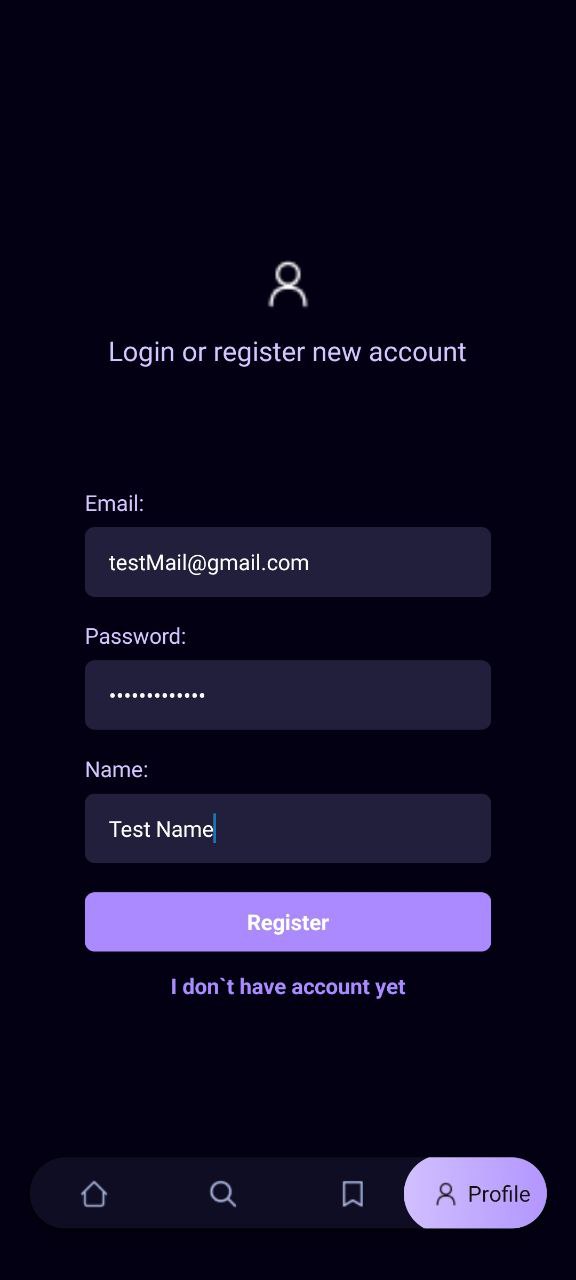 Login or register new account
Email:
testMail@gmail.com
Password:
•••••••••••••
Name:
Test Name
Register
I don`t have account yet
Profile